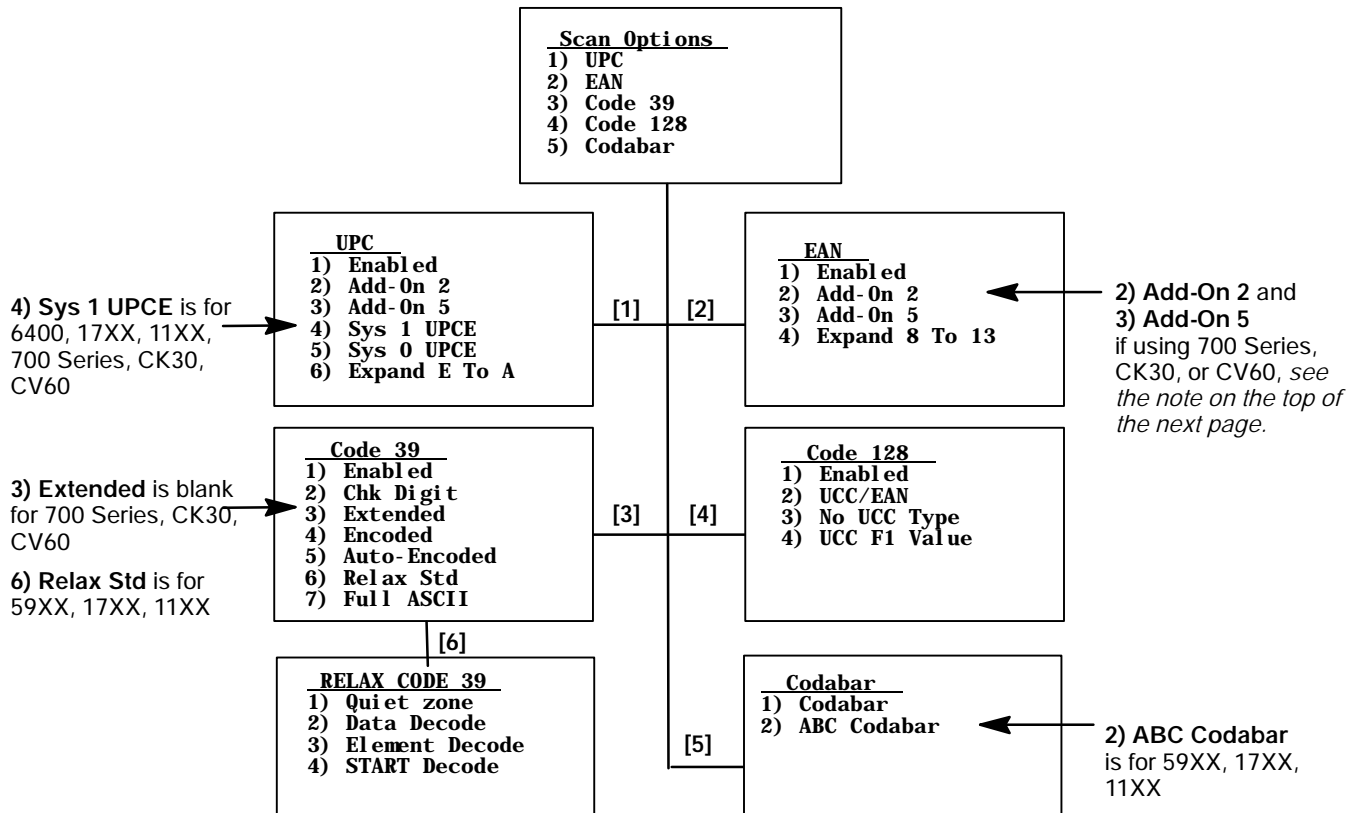 Scan Options
1) UPC
2) EAN
3) Code 39
4) Code 128
5) Codabar
UPC
1) Enabled
2) Add-On 2
3) Add-On 5
4) Sys 1 UPCE
5) Sys 0 UPCE
6) Expand E To A
4) Sys 1 UPCE is for
6400, 17XX, 11XX,
700 Series, CK30,
CV60
[1]
[2]
EAN
1) Enabled
2) Add-On 2
3) Add-On 5
4) Expand 8 To 13
2) Add-On 2 and
3) Add-On 5
if using 700 Series,
CK30, or CV60, see
the note on the top of
the next page.
Code 39
1) Enabled
2) Chk Digit
3) Extended
4) Encoded
5) Auto-Encoded
6) Relax Std
7) Full ASCII
3) Extended is blank
for 700 Series, CK30,
CV60
6) Relax Std is for
59XX, 17XX, 11XX
[3]
[4]
Code 128
1) Enabled
2) UCC/EAN
3) No UCC Type
4) UCC F1 Value
[6]
RELAX CODE 39
1) Quiet zone
2) Data Decode
3) Element Decode
4) START Decode
[5]
Codabar
1) Codabar
2) ABC Codabar
2) ABC Codabar
is for 59XX, 17XX,
11XX